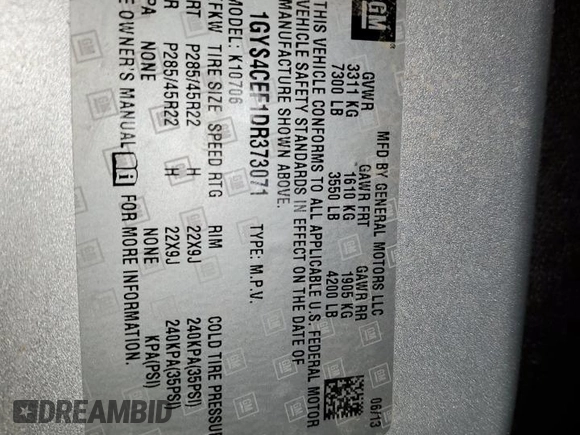 GM
MFD BY GENERAL MOTORS LLC 06/13
GVWR GAWR FRT GAWR RR
3311 KG 1610 KG 1905 KG
7300 LB 3550 LB 4200 LB
THIS VEHICLE CONFORMS TO ALL APPLICABLE U.S. FEDERAL MOTOR
VEHICLE SAFETY STANDARDS IN EFFECT ON THE DATE OF
MANUFACTURE SHOWN ABOVE.
1GYS4CEF1DR373071 TYPE: M.P.V.
MODEL: K10706
TFKW TIRE SIZE SPEED RTG RIM COLD TIRE PRESSURE
RT P285/45R22 H 22X9J 240KPA(35PSI)
R P285/45R22 H 22X9J 240KPA(35PSI)
PA NONE NONE KPA(PSI)
E OWNER'S MANUAL FOR MORE INFORMATION.
DREAMBID